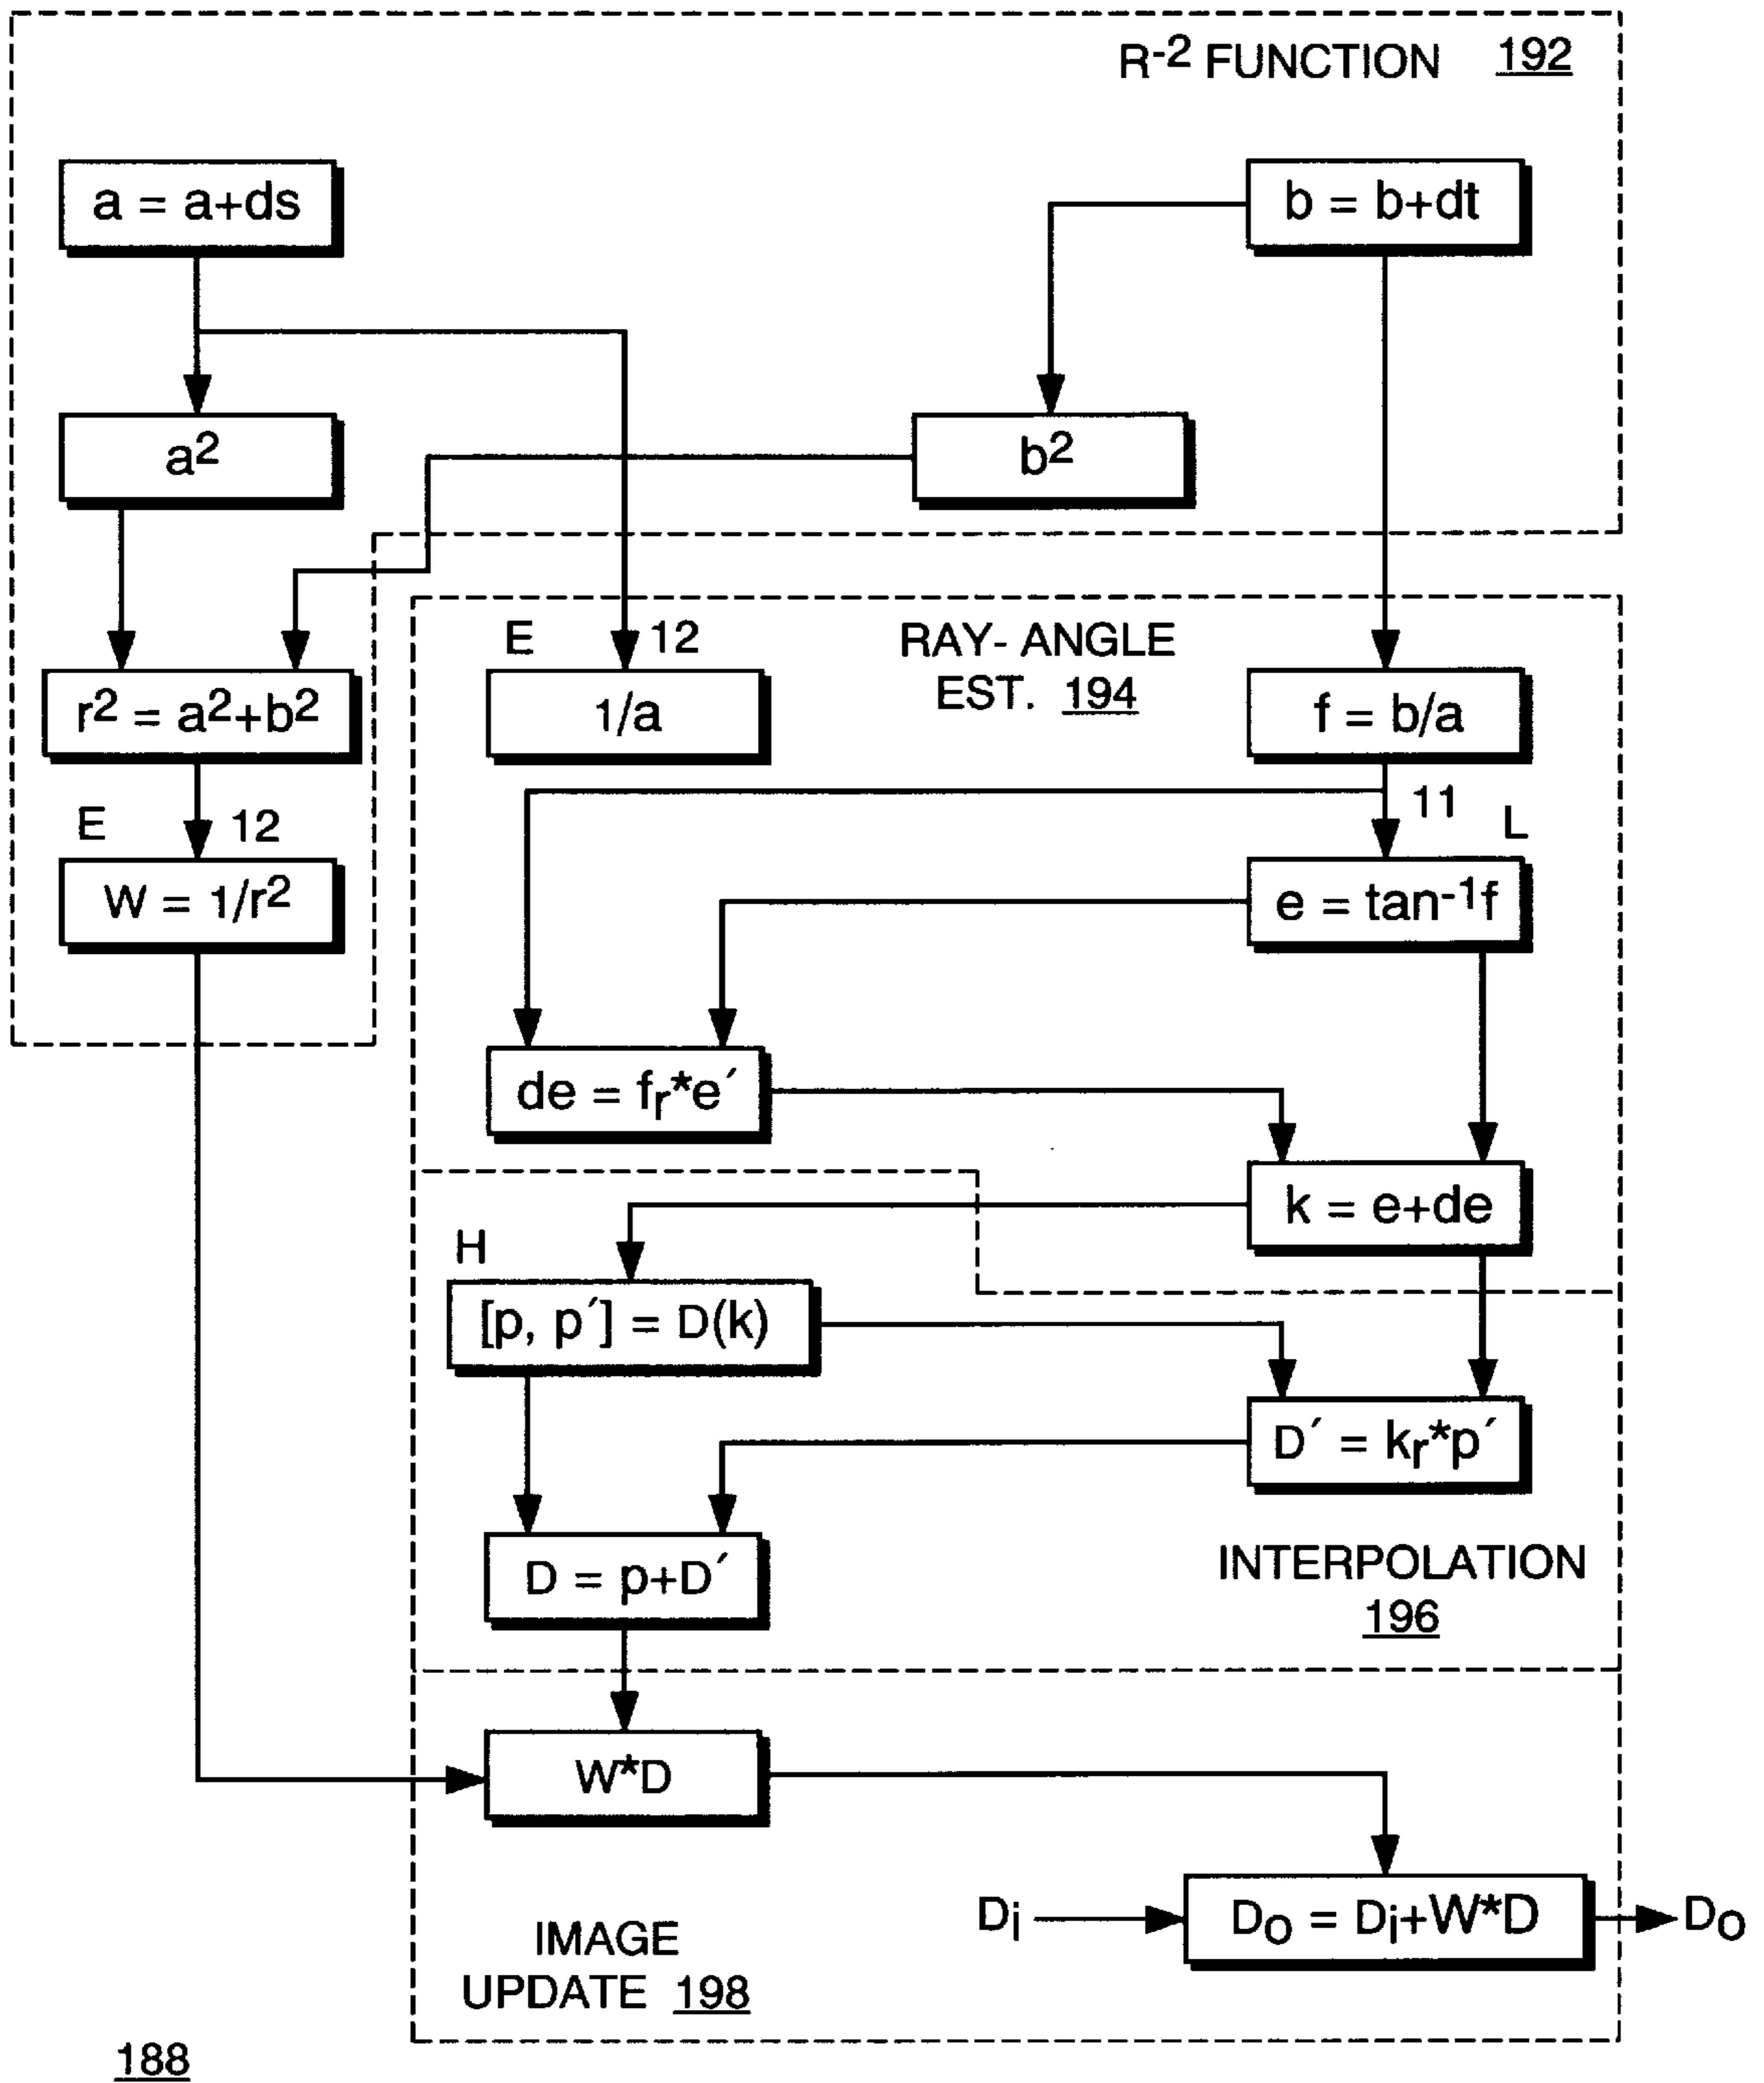 R⁻² FUNCTION 192
a = a+ds
b = b+dt
a²
b²
E 12
RAY- ANGLE
EST. 194
r² = a²+b²
1/a
f = b/a
11
L
E 12
W = 1/r²
e = tan⁻¹f
de = fᵣ*e´
k = e+de
H
[p, p´] = D(k)
D´ = kᵣ*p´
D = p+D´
INTERPOLATION
196
W*D
Dᵢ
Dₒ = Dᵢ+W*D
Dₒ
IMAGE
UPDATE 198
188